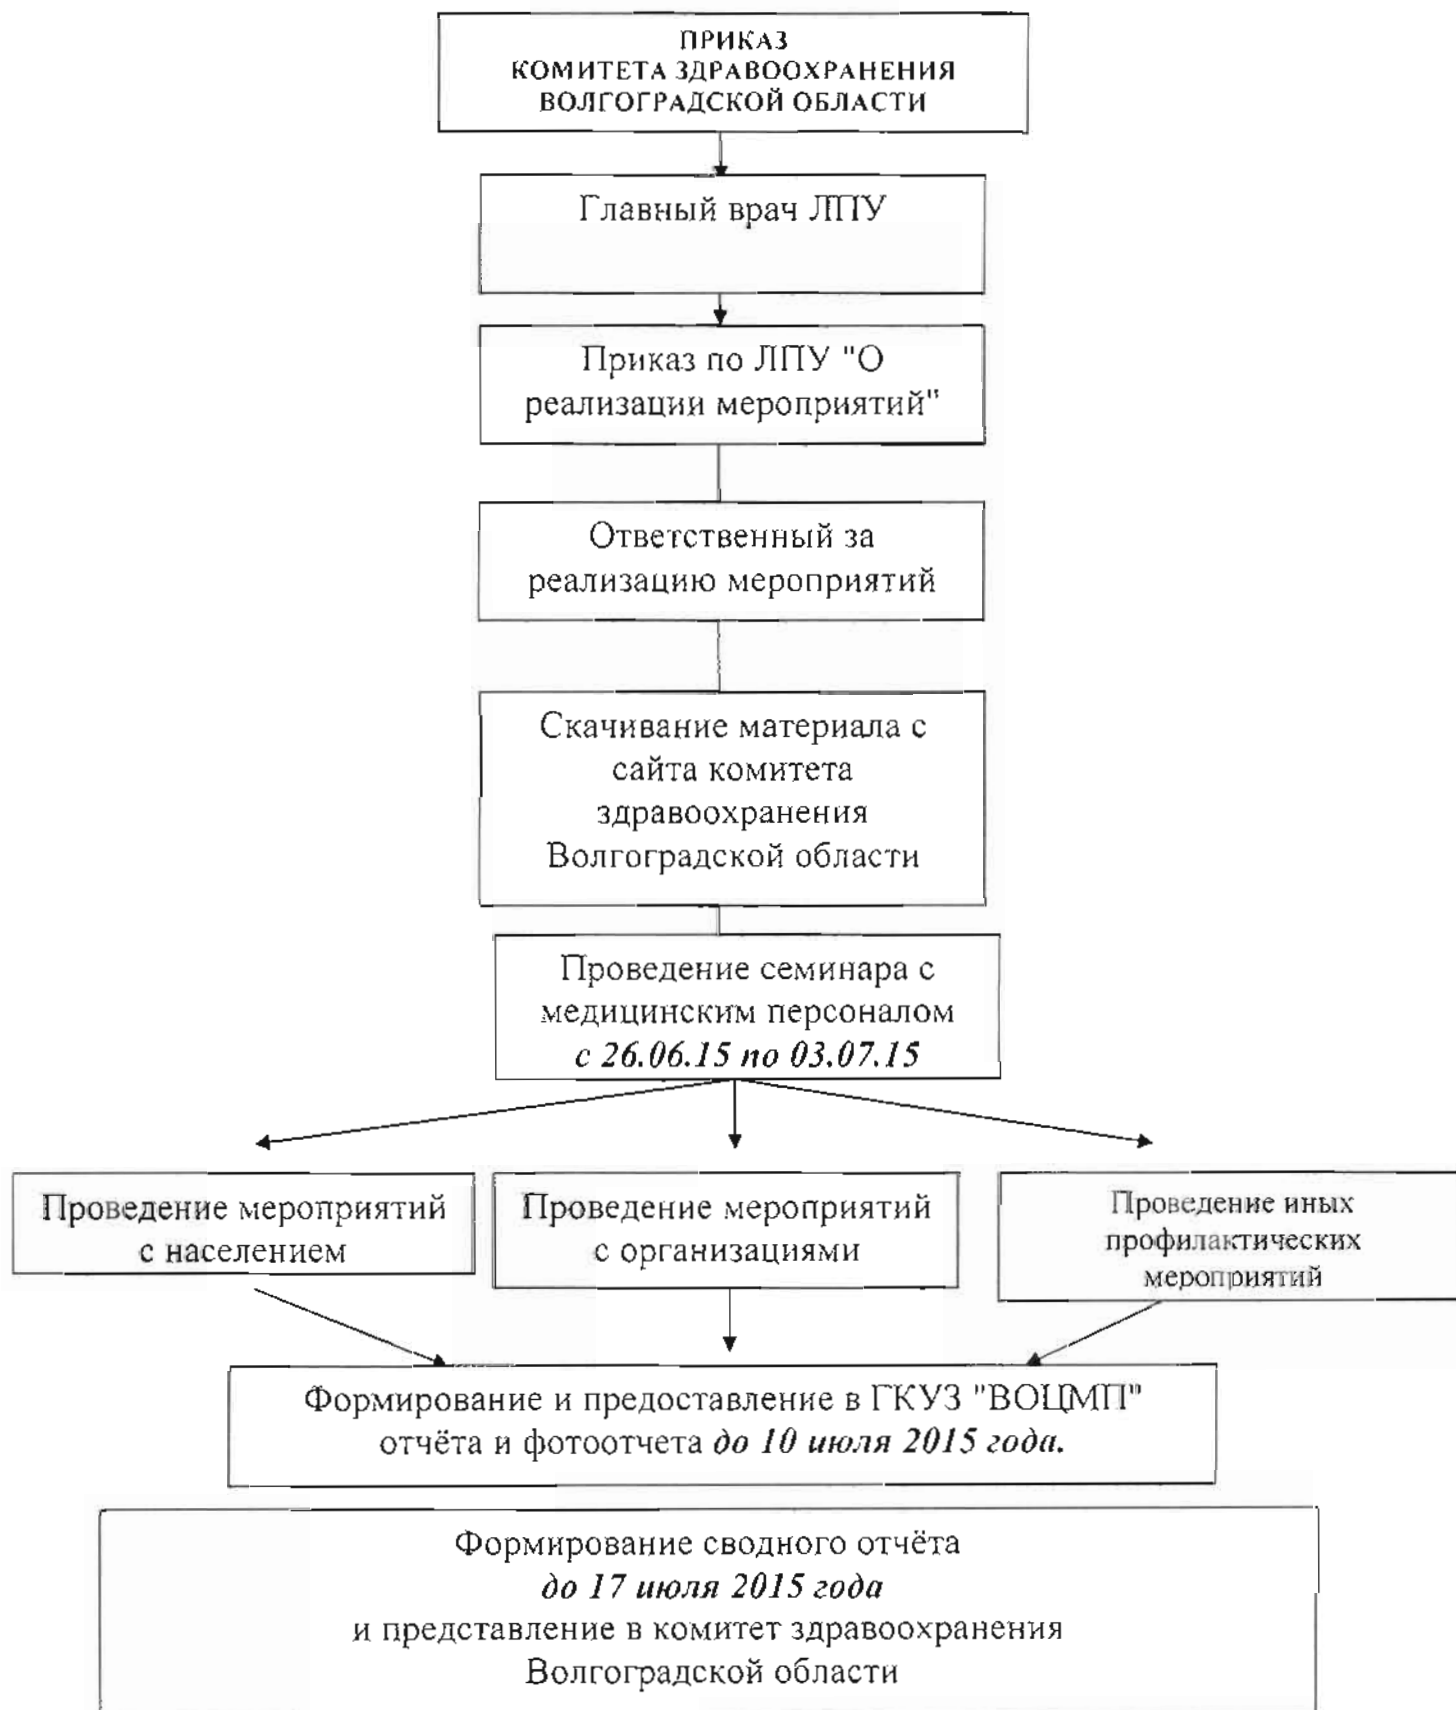 ПРИКАЗ
КОМИТЕТА ЗДРАВООХРАНЕНИЯ
ВОЛГОГРАДСКОЙ ОБЛАСТИ
Главный врач ЛПУ
Приказ по ЛПУ "О
реализации мероприятий"
Ответственный за
реализацию мероприятий
Скачивание материала с
сайта комитета
здравоохранения
Волгоградской области
Проведение семинара с
медицинским персоналом
с 26.06.15 по 03.07.15
Проведение мероприятий
с населением
Проведение мероприятий
с организациями
Проведение иных
профилактических
мероприятий
Формирование и предоставление в ГКУЗ "ВОЦМП"
отчёта и фотоотчета до 10 июля 2015 года.
Формирование сводного отчёта
до 17 июля 2015 года
и представление в комитет здравоохранения
Волгоградской области